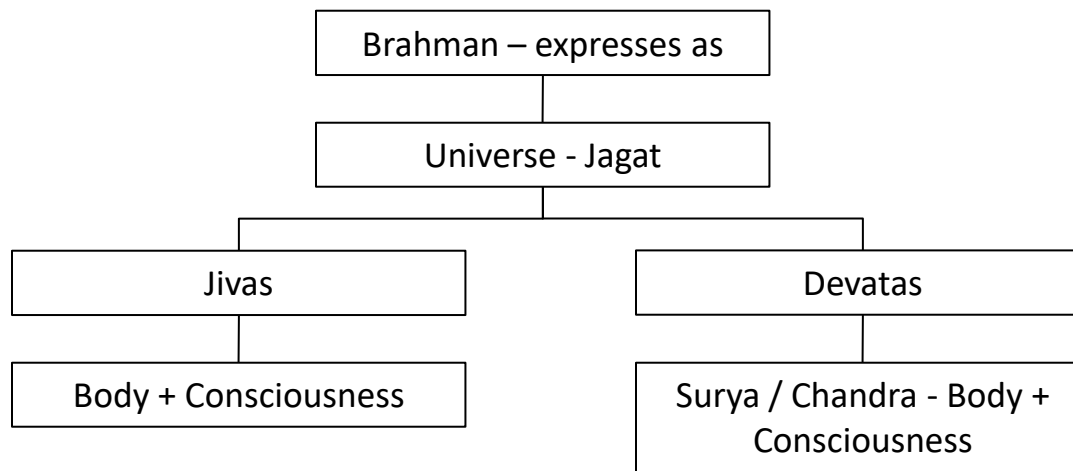 Brahman – expresses as
Universe - Jagat
Jivas
Devatas
Body + Consciousness
Surya / Chandra - Body +
Consciousness